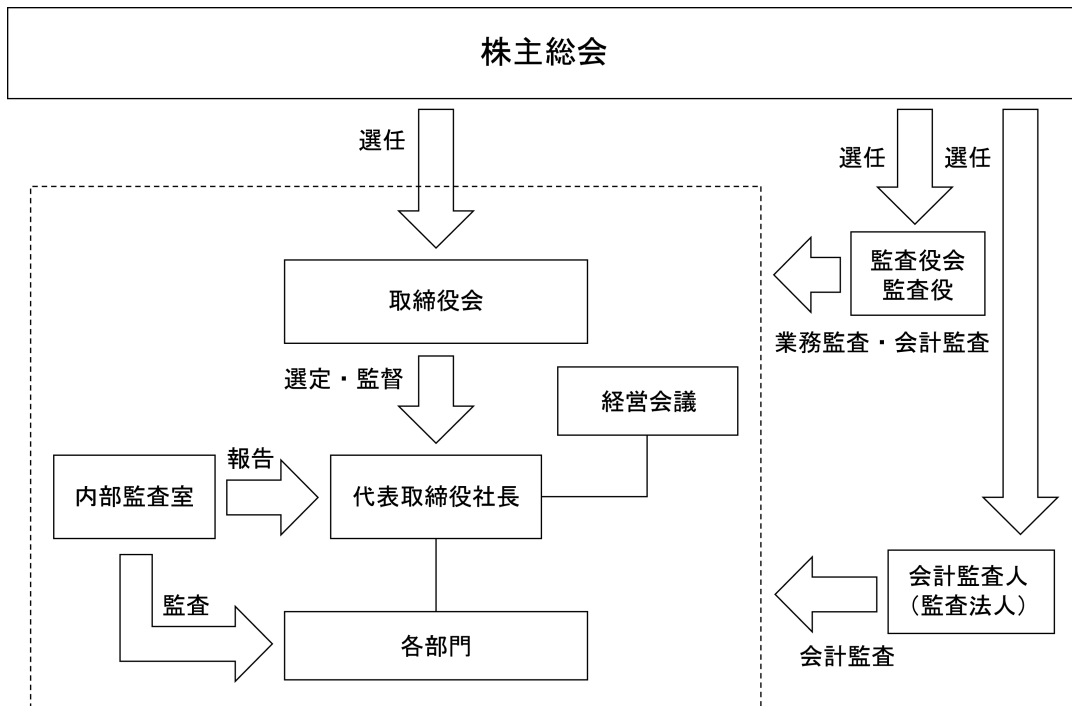 株主総会
選任
選任
選任
監査役会
監査役
取締役会
業務監査・会計監査
選定・監督
経営会議
報告
内部監査室
代表取締役社長
会計監査人
（監査法人）
監査
各部門
会計監査